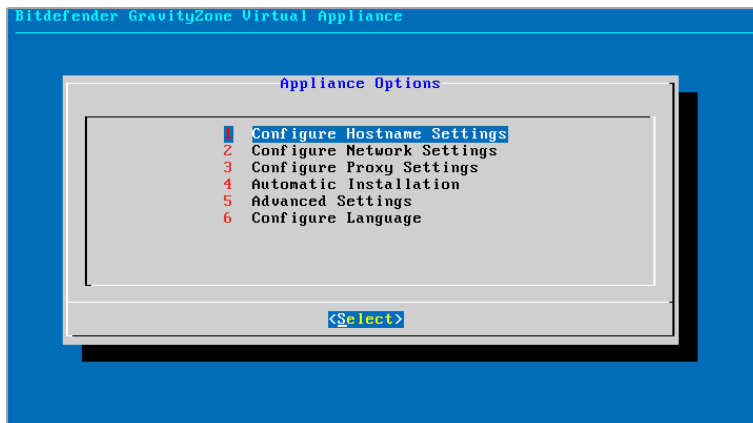 Bitdefender GravityZone Virtual Appliance
Appliance Options
1 Configure Hostname Settings
2 Configure Network Settings
3 Configure Proxy Settings
4 Automatic Installation
5 Advanced Settings
6 Configure Language
<Select>